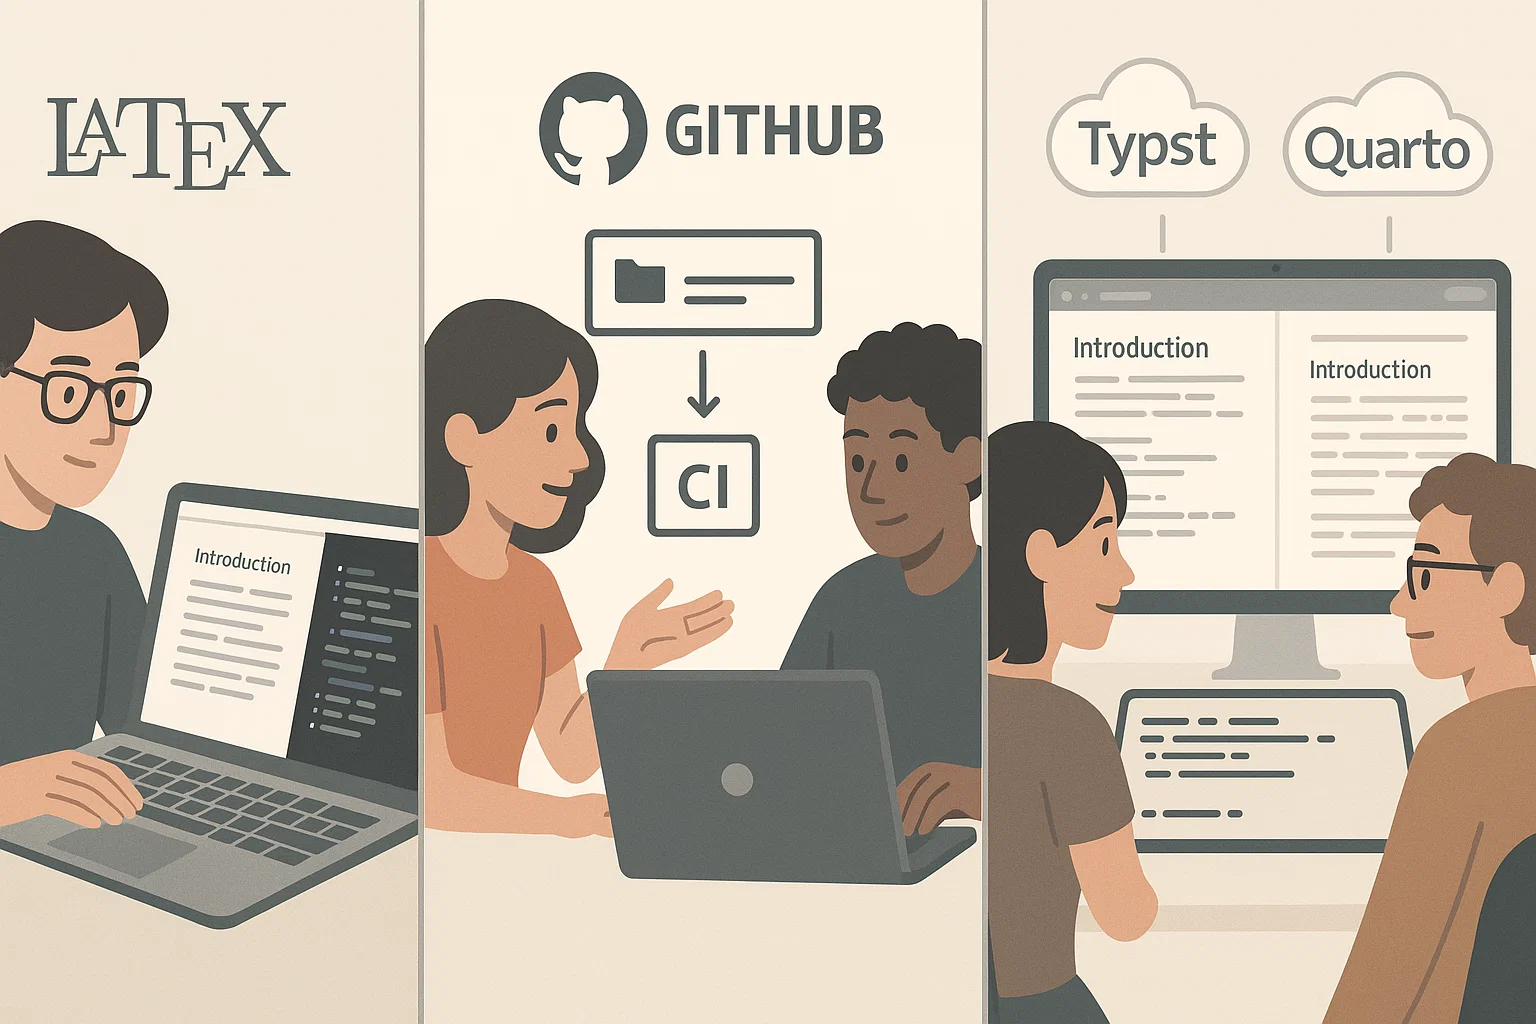 LATEX
Introduction
GITHUB
CI
Typst
Quarto
Introduction
Introduction